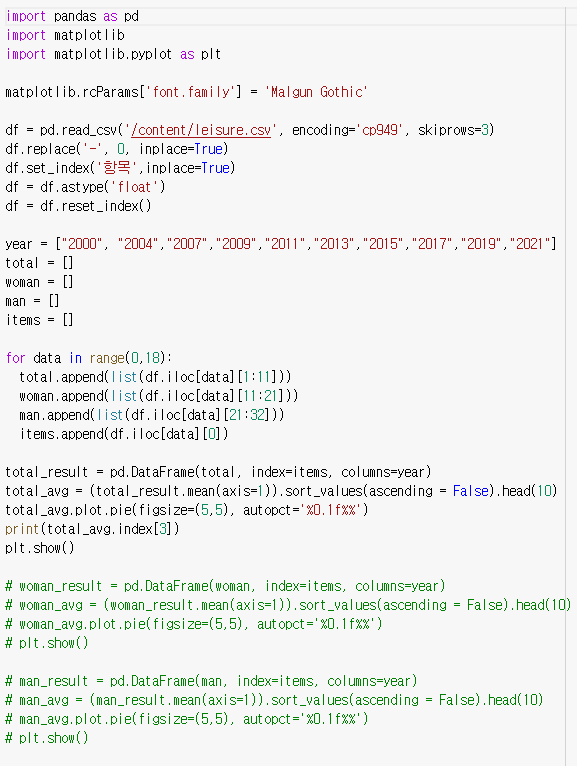 import pandas as pd
import matplotlib
import matplotlib.pyplot as plt
matplotlib.rcParams['font.family'] = 'Malgun Gothic'
df = pd.read_csv('/content/leisure.csv', encoding='cp949', skiprows=3)
df.replace('-', 0, inplace=True)
df.set_index('항목',inplace=True)
df = df.astype('float')
df = df.reset_index()
year = ["2000", "2004","2007","2009","2011","2013","2015","2017","2019","2021"]
total = []
woman = []
man = []
items = []
for data in range(0,18):
  total.append(list(df.iloc[data][1:11]))
  woman.append(list(df.iloc[data][11:21]))
  man.append(list(df.iloc[data][21:32]))
  items.append(df.iloc[data][0])
total_result = pd.DataFrame(total, index=items, columns=year)
total_avg = (total_result.mean(axis=1)).sort_values(ascending = False).head(10)
total_avg.plot.pie(figsize=(5,5), autopct='%0.1f%%')
print(total_avg.index[3])
plt.show()
# woman_result = pd.DataFrame(woman, index=items, columns=year)
# woman_avg = (woman_result.mean(axis=1)).sort_values(ascending = False).head(10)
# woman_avg.plot.pie(figsize=(5,5), autopct='%0.1f%%')
# plt.show()
# man_result = pd.DataFrame(man, index=items, columns=year)
# man_avg = (man_result.mean(axis=1)).sort_values(ascending = False).head(10)
# man_avg.plot.pie(figsize=(5,5), autopct='%0.1f%%')
# plt.show()